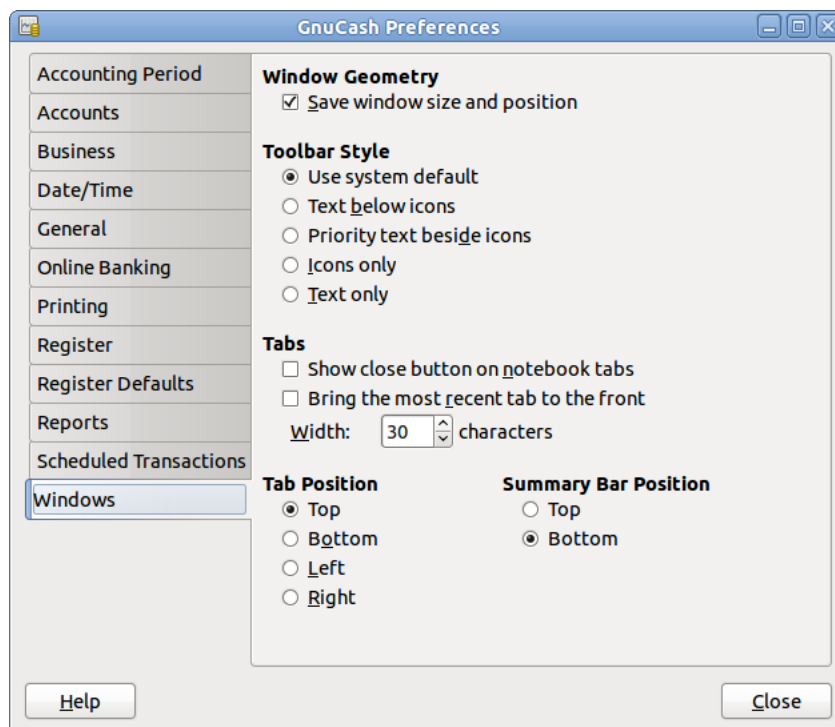 GnuCash Preferences
Accounting Period
Accounts
Business
Date/Time
General
Online Banking
Printing
Register
Register Defaults
Reports
Scheduled Transactions
Windows
Window Geometry
Save window size and position
Toolbar Style
Use system default
Text below icons
Priority text beside icons
Icons only
Text only
Tabs
Show close button on notebook tabs
Bring the most recent tab to the front
Width: 30 characters
Tab Position
Top
Bottom
Left
Right
Summary Bar Position
Top
Bottom
Help
Close